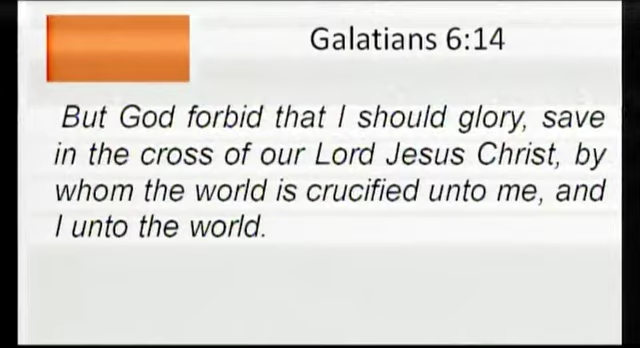 Galatians 6:14
But God forbid that I should glory, save
in the cross of our Lord Jesus Christ, by
whom the world is crucified unto me, and
I unto the world.